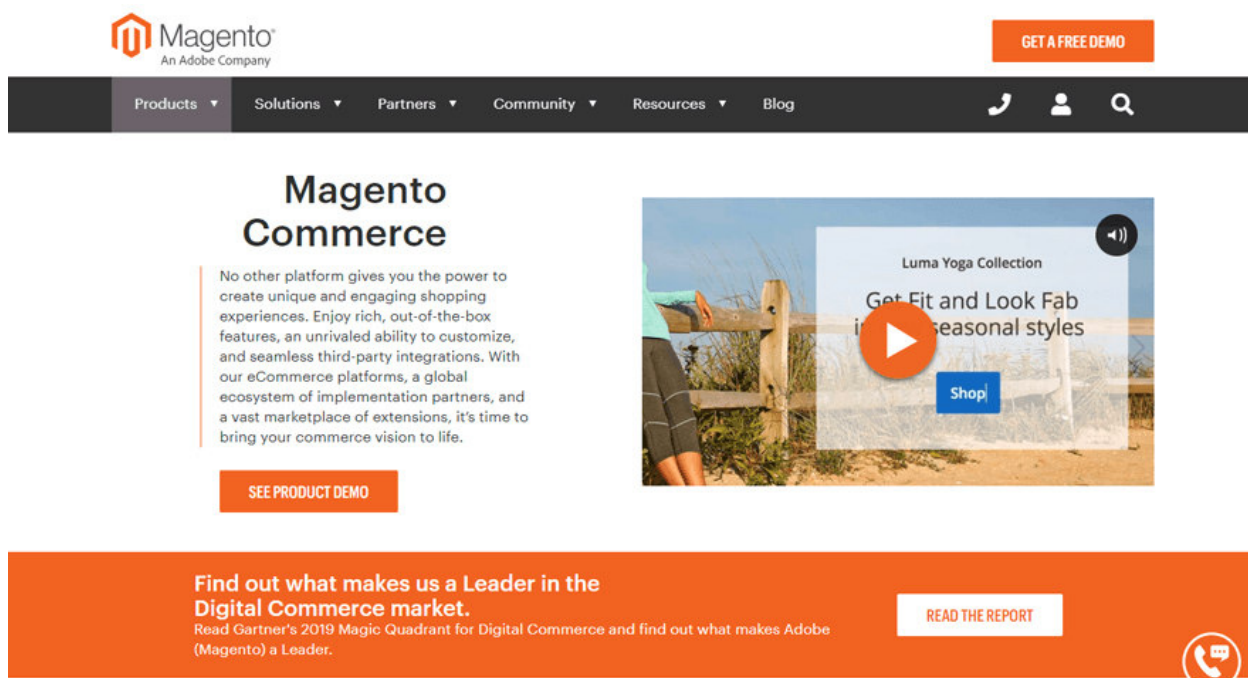 Magento®
An Adobe Company
GET A FREE DEMO
Products
Solutions
Partners
Community
Resources
Blog
Magento
Commerce
No other platform gives you the power to
create unique and engaging shopping
experiences. Enjoy rich, out-of-the-box
features, an unrivaled ability to customize,
and seamless third-party integrations. With
our eCommerce platforms, a global
ecosystem of implementation partners, and
a vast marketplace of extensions, it's time to
bring your commerce vision to life.
SEE PRODUCT DEMO
Luma Yoga Collection
Get Fit and Look Fab
seasonal styles
Shop
Find out what makes us a Leader in the
Digital Commerce market.
Read Gartner's 2019 Magic Quadrant for Digital Commerce and find out what makes Adobe
(Magento) a Leader.
READ THE REPORT